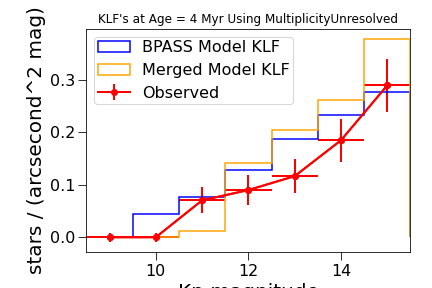 KLF's at Age = 4 Myr Using MultiplicityUnresolved
stars / (arcsecond^2 mag)
BPASS Model KLF
Merged Model KLF
Observed
0.3
0.2
0.1
0.0
10
12
14
Kp magnitude